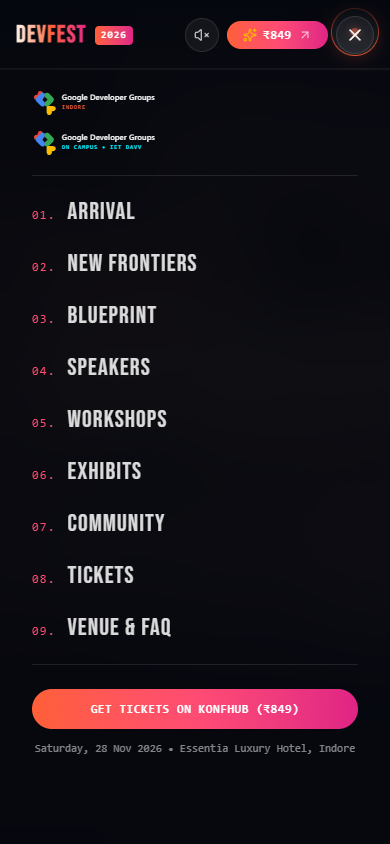 DEVFEST 2026
₹849
Google Developer Groups
INDORE
Google Developer Groups
ON CAMPUS • IET DAVV
01. ARRIVAL
02. NEW FRONTIERS
03. BLUEPRINT
04. SPEAKERS
05. WORKSHOPS
06. EXHIBITS
07. COMMUNITY
08. TICKETS
09. VENUE & FAQ
GET TICKETS ON KONFHUB (₹849)
Saturday, 28 Nov 2026 • Essentia Luxury Hotel, Indore